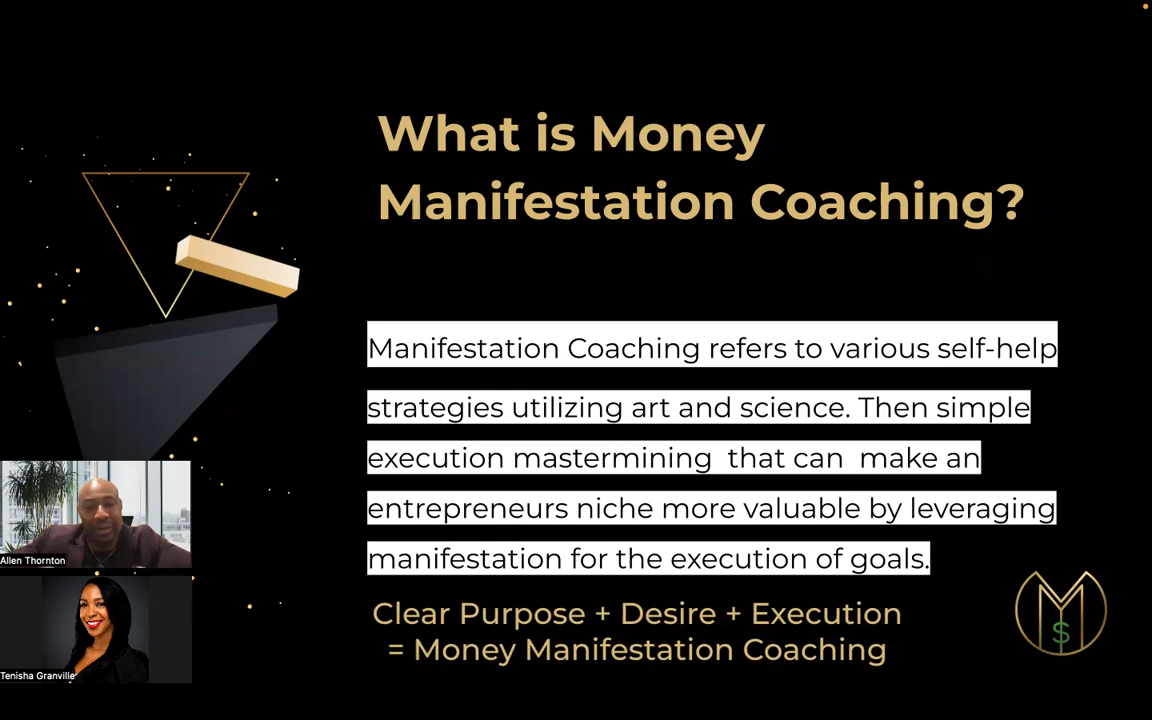 What is Money
Manifestation Coaching?
Manifestation Coaching refers to various self-help
strategies utilizing art and science. Then simple
execution mastermining  that can  make an
entrepreneurs niche more valuable by leveraging
manifestation for the execution of goals.
Clear Purpose + Desire + Execution
= Money Manifestation Coaching
M
$
Allen Thornton
Tenisha Granville